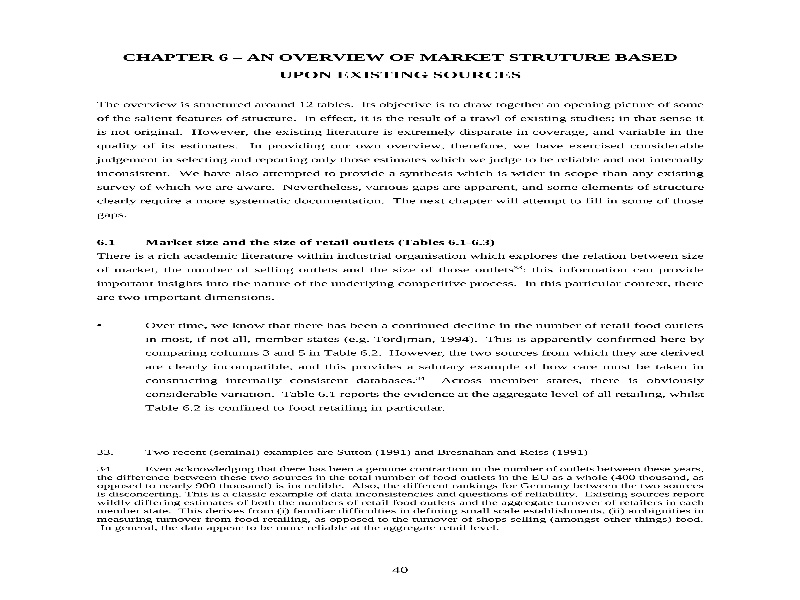 CHAPTER 6 – AN OVERVIEW OF MARKET STRUTURE BASED
UPON EXISTING SOURCES
The overview is structured around 12 tables. Its objective is to draw together an opening picture of some
of the salient features of structure. In effect, it is the result of a trawl of existing studies; in that sense it
is not original. However, the existing literature is extremely disparate in coverage, and variable in the
quality of its estimates. In providing our own overview, therefore, we have exercised considerable
judgement in selecting and reporting only those estimates which we judge to be reliable and not internally
inconsistent. We have also attempted to provide a synthesis which is wider in scope than any existing
survey of which we are aware. Nevertheless, various gaps are apparent, and some elements of structure
clearly require a more systematic documentation. The next chapter will attempt to fill in some of those
gaps.
6.1 Market size and the size of retail outlets (Tables 6.1-6.3)
There is a rich academic literature within industrial organisation which explores the relation between size
of market, the number of selling outlets and the size of those outlets33: this information can provide
important insights into the nature of the underlying competitive process. In this particular context, there
are two important dimensions.
• Over time, we know that there has been a continued decline in the number of retail food outlets
in most, if not all, member states (e.g. Tordjman, 1994). This is apparently confirmed here by
comparing columns 3 and 5 in Table 6.2. However, the two sources from which they are derived
are clearly incompatible, and this provides a salutary example of how care must be taken in
constructing internally consistent databases.34 Across member states, there is obviously
considerable variation. Table 6.1 reports the evidence at the aggregate level of all retailing, whilst
Table 6.2 is confined to food retailing in particular.
33. Two recent (seminal) examples are Sutton (1991) and Bresnahan and Reiss (1991)
34 Even acknowledging that there has been a genuine contraction in the number of outlets between these years,
the difference between these two sources in the total number of food outlets in the EU as a whole (400 thousand, as
opposed to nearly 900 thousand) is incredible. Also, the different rankings for Germany between the two sources
is disconcerting. This is a classic example of data inconsistencies and questions of reliability. Existing sources report
wildly differing estimates of both the numbers of retail food outlets and the aggregate turnover of retailers in each
member state. This derives from (i) familiar difficulties in defining small scale establishments, (ii) ambiguities in
measuring turnover from food retailing, as opposed to the turnover of shops selling (amongst other things) food.
In general, the data appear to be more reliable at the aggregate retail level.
40